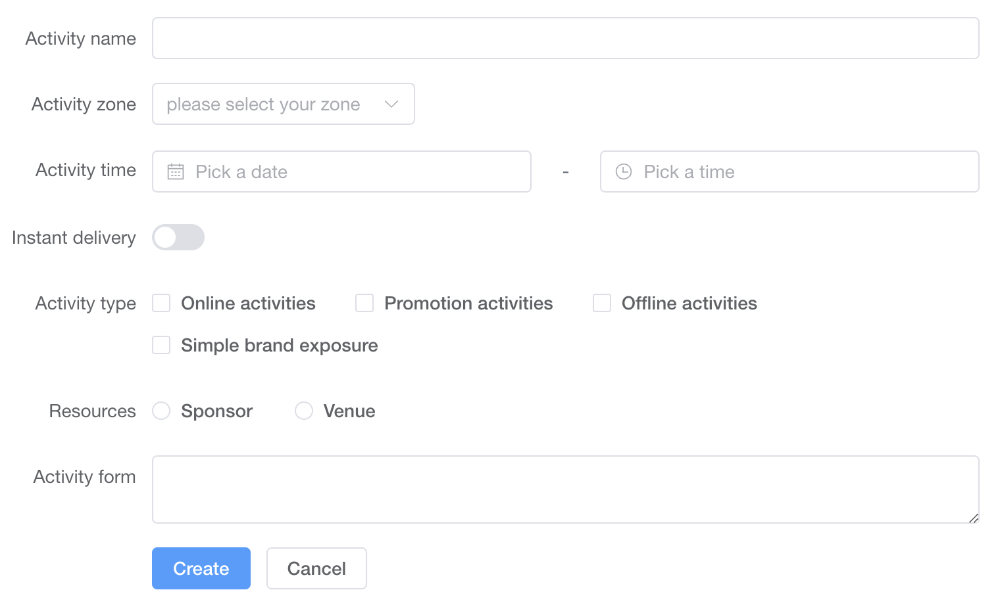 Activity name
Activity zone please select your zone
Activity time Pick a date - Pick a time
Instant delivery
Activity type Online activities Promotion activities Offline activities
Simple brand exposure
Resources Sponsor Venue
Activity form
Create Cancel